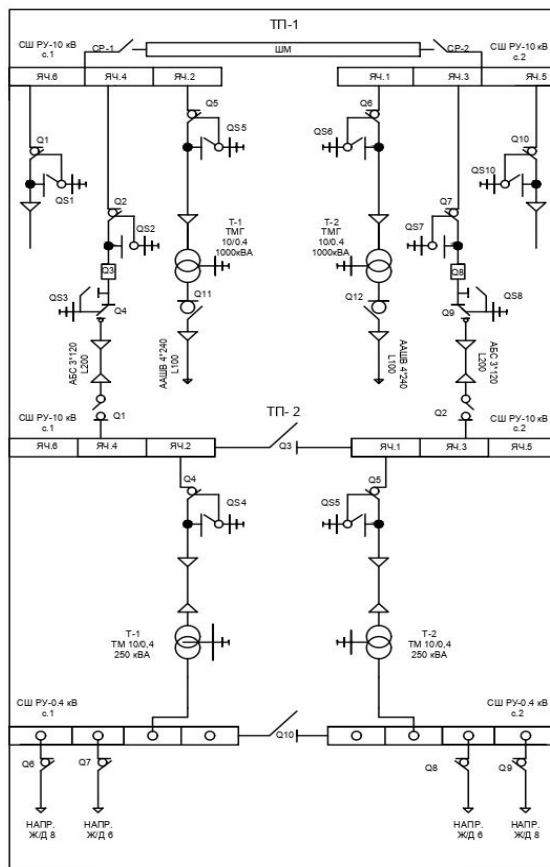 ТП-1
СШ РУ-10 кВ
с.1
СР-1
ШМ
СР-2
СШ РУ-10 кВ
с.2
ЯЧ.6
ЯЧ.4
ЯЧ.2
ЯЧ.1
ЯЧ.3
ЯЧ.5
Q1
QS1
Q2
QS2
Q3
QS3
Q4
Q5
QS5
Q6
QS6
Q7
QS7
Q8
QS8
Q9
Q10
QS10
Т-1
ТМГ
10/0.4
1000кВА
Т-2
ТМГ
10/0.4
1000кВА
Q11
Q12
АБС 3*120
L200
ААШВ 4*240
L100
ААШВ 4*240
L100
АБС 3*120
L200
Q1
Q2
ТП- 2
СШ РУ-10 кВ
с.1
СШ РУ-10 кВ
с.2
ЯЧ.6
ЯЧ.4
ЯЧ.2
Q3
ЯЧ.1
ЯЧ.3
ЯЧ.5
Q4
QS4
Q5
QS5
Т-1
ТМ 10/0,4
250 кВА
Т-2
ТМ 10/0,4
250 кВА
СШ РУ-0.4 кВ
с.1
СШ РУ-0.4 кВ
с.2
Q10
Q6
Q7
Q8
Q9
НАПР.
Ж/Д 8
НАПР.
Ж/Д 6
НАПР.
Ж/Д 6
НАПР.
Ж/Д 8